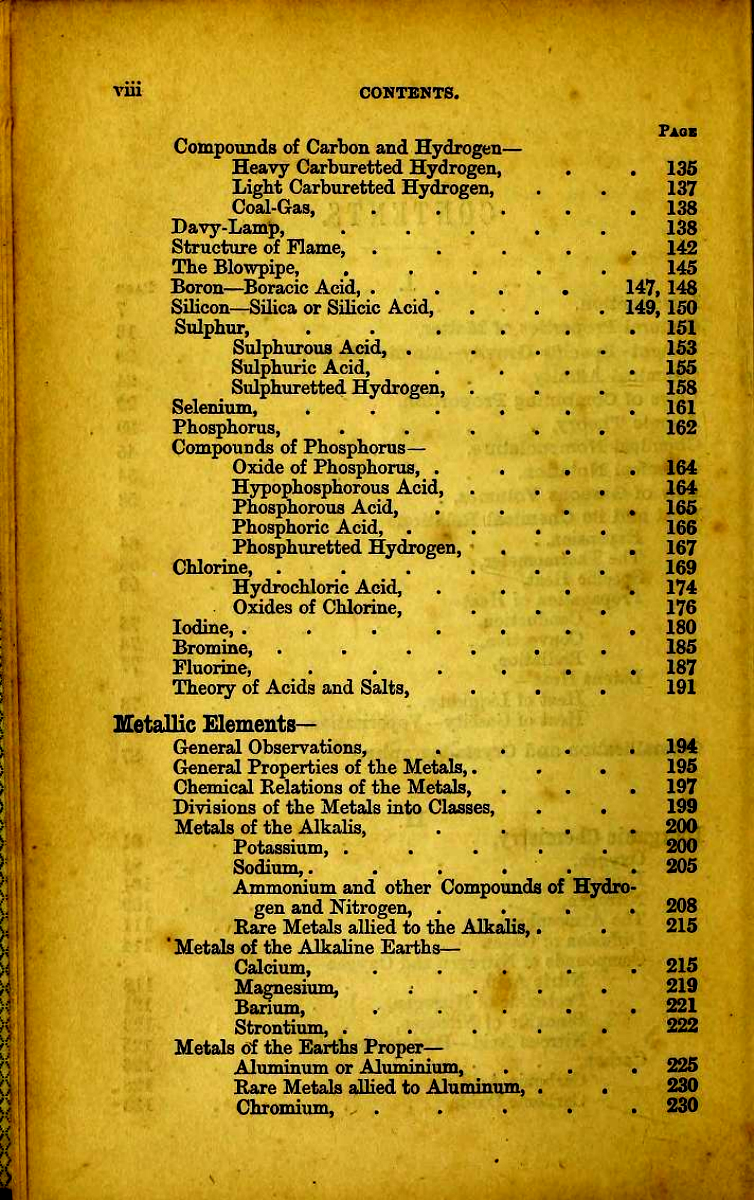 viii CONTENTS.
PAGE
Compounds of Carbon and Hydrogen—
Heavy Carburetted Hydrogen, . . 135
Light Carburetted Hydrogen, . . 137
Coal-Gas, . . . . . 138
Davy-Lamp, . . . . . 138
Structure of Flame, . . . . . 142
The Blowpipe, . . . . . 145
Boron—Boracic Acid, . . . . 147, 148
Silicon—Silica or Silicic Acid, . . . 149, 150
Sulphur, . . . . . . 151
Sulphurous Acid, . . . . 153
Sulphuric Acid, . . . . 155
Sulphuretted Hydrogen, . . . 158
Selenium, . . . . . . 161
Phosphorus, . . . . . 162
Compounds of Phosphorus—
Oxide of Phosphorus, . . . . 164
Hypophosphorous Acid, . . . 164
Phosphorous Acid, . . . . 165
Phosphoric Acid, . . . . 166
Phosphuretted Hydrogen, . . . 167
Chlorine, . . . . . . 169
Hydrochloric Acid, . . . . 174
Oxides of Chlorine, . . . 176
Iodine, . . . . . . . 180
Bromine, . . . . . . 185
Fluorine, . . . . . . 187
Theory of Acids and Salts, . . . 191
Metallic Elements—
General Observations, . . . . 194
General Properties of the Metals, . . . 195
Chemical Relations of the Metals, . . . 197
Divisions of the Metals into Classes, . . 199
Metals of the Alkalis, . . . . 200
Potassium, . . . . . 200
Sodium, . . . . . . 205
Ammonium and other Compounds of Hydro-
gen and Nitrogen, . . . . 208
Rare Metals allied to the Alkalis, . . 215
Metals of the Alkaline Earths—
Calcium, . . . . . 215
Magnesium, . . . . 219
Barium, . . . . . 221
Strontium, . . . . . 222
Metals of the Earths Proper—
Aluminum or Aluminium, . . . 225
Rare Metals allied to Aluminum, . . 230
Chromium, . . . . . 230